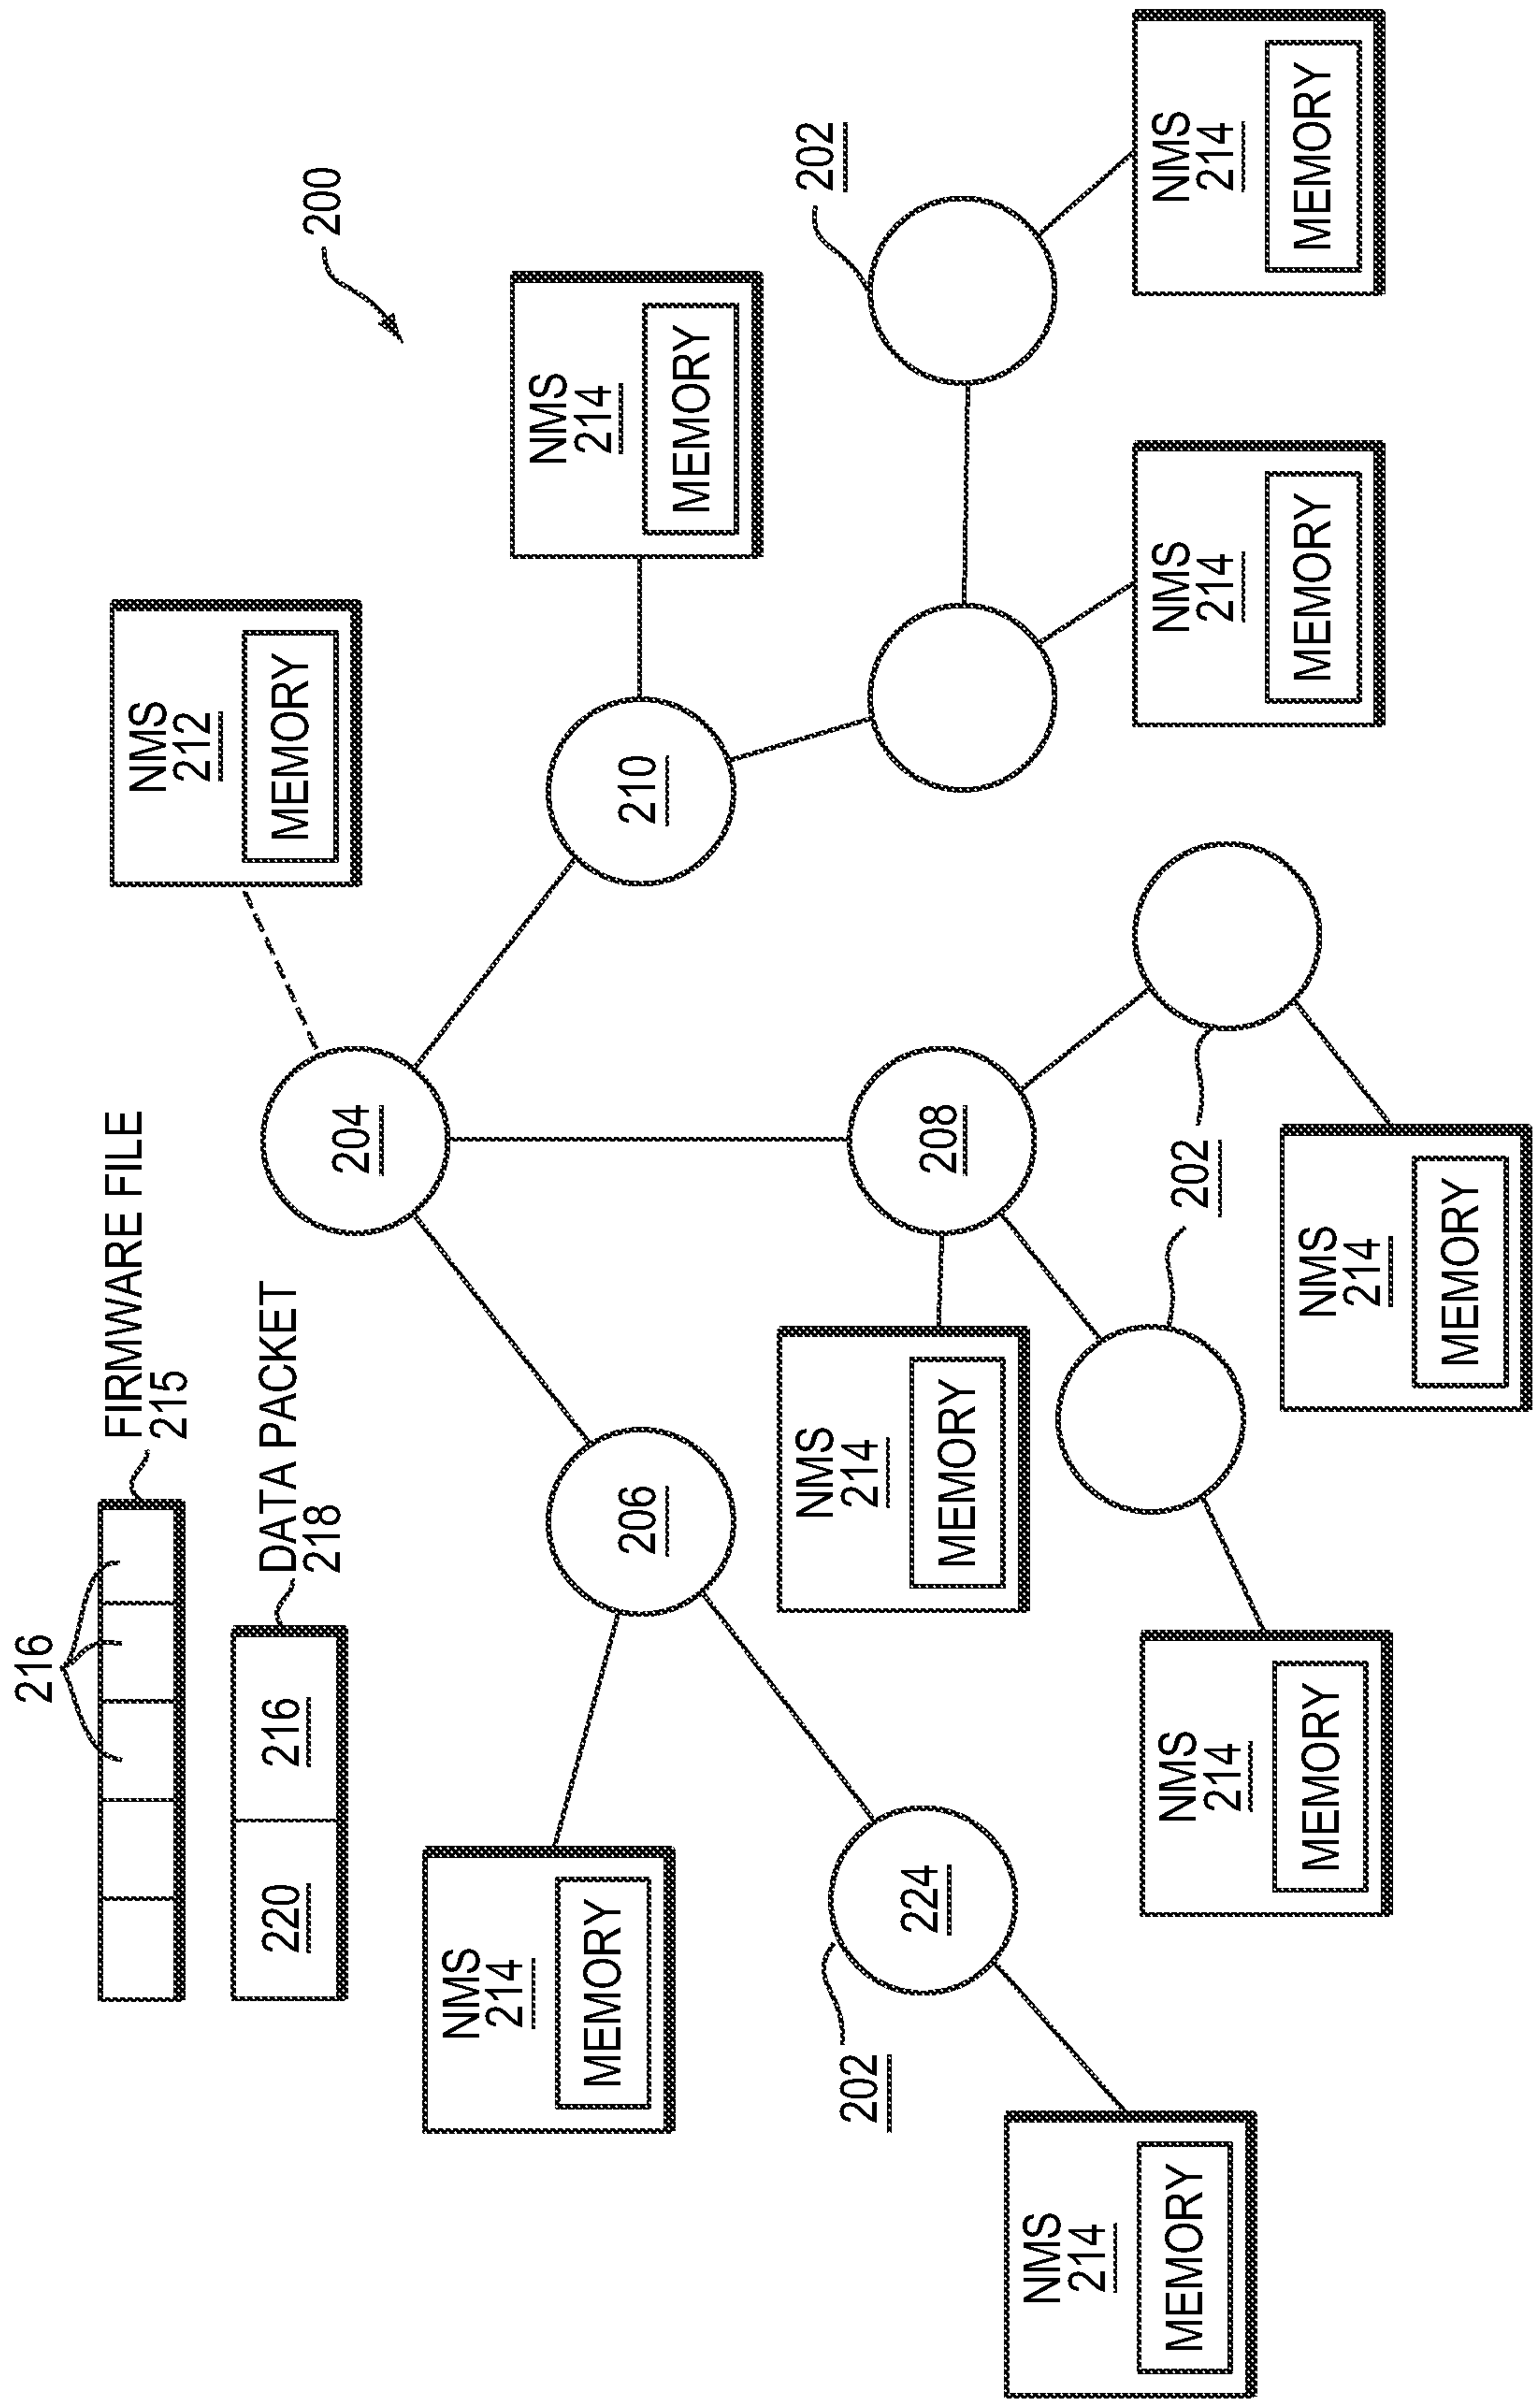 216
FIRMWARE FILE
215
DATA PACKET
218
220
216
200
NMS
212
MEMORY
204
NMS
214
MEMORY
206
210
NMS
214
MEMORY
202
224
NMS
214
MEMORY
208
202
NMS
214
MEMORY
NMS
214
MEMORY
202
NMS
214
MEMORY
NMS
214
MEMORY
NMS
214
MEMORY